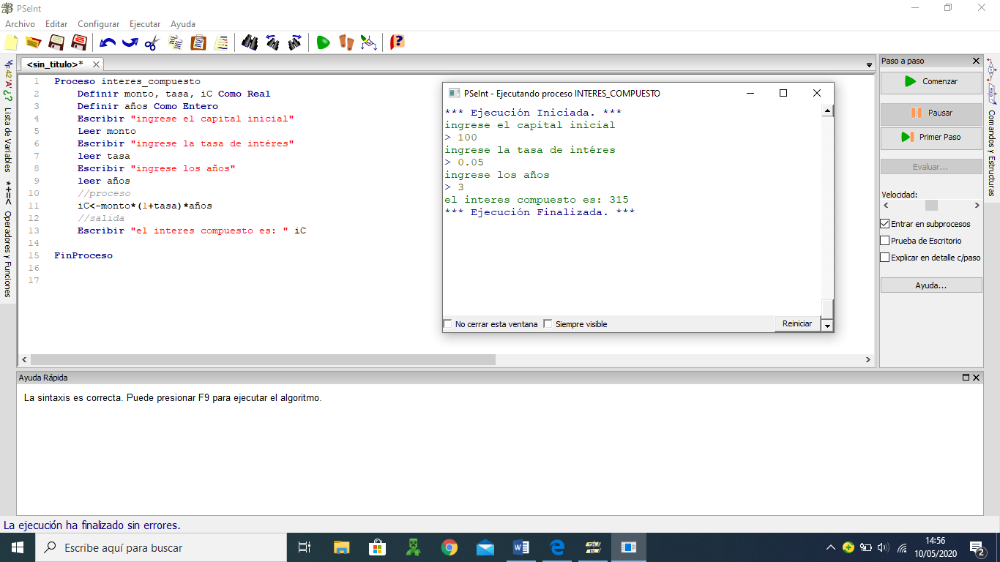 PSeInt
Archivo Editar Configurar Ejecutar Ayuda
<sin_titulo>*
1 Proceso interes_compuesto
2 Definir monto, tasa, iC Como Real
3 Definir años Como Entero
4 Escribir "ingrese el capital inicial"
5 Leer monto
6 Escribir "ingrese la tasa de intéres"
7 leer tasa
8 Escribir "ingrese los años"
9 leer años
10 //proceso
11 iC<-monto*(1+tasa)*años
12 //salida
13 Escribir "el interes compuesto es: " iC
14
15 FinProceso
16
17
PSeInt - Ejecutando proceso INTERES_COMPUESTO
*** Ejecución Iniciada. ***
ingrese el capital inicial
> 100
ingrese la tasa de intéres
> 0.05
ingrese los años
> 3
el interes compuesto es: 315
*** Ejecución Finalizada. ***
No cerrar esta ventana Siempre visible Reiniciar
Lista de Variables
*+=< Operadores y Funciones
Paso a paso
Comenzar
Pausar
Primer Paso
Evaluar...
Velocidad:
Entrar en subprocesos
Prueba de Escritorio
Explicar en detalle c/paso
Ayuda...
Comandos y Estructuras
Ayuda Rápida
La sintaxis es correcta. Puede presionar F9 para ejecutar el algoritmo.
La ejecución ha finalizado sin errores.
Escribe aquí para buscar
14:56
10/05/2020
2